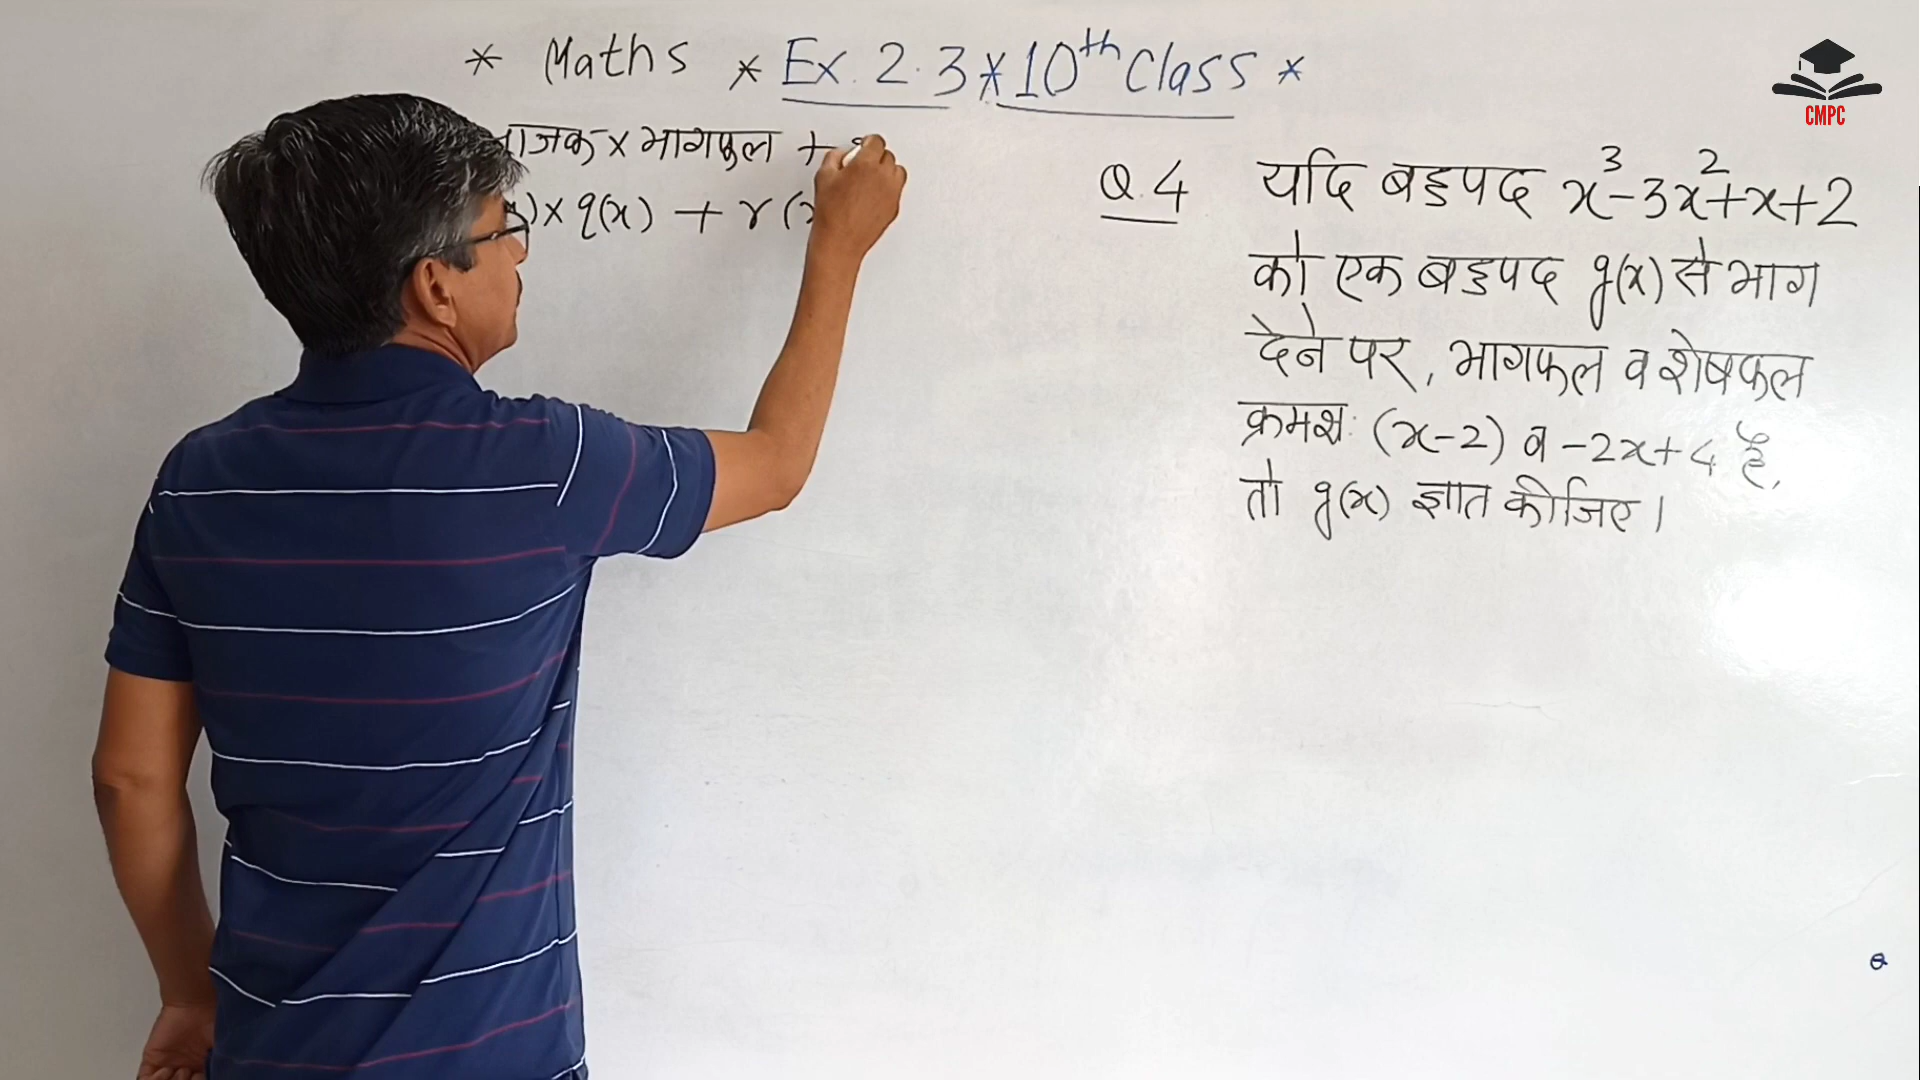 * Maths * Ex. 2.3 * 10th Class *
CMPC
भाजक × भागफल +
) × q(x) + r(x
Q.4 यदि बहुपद x³-3x²+x+2
को एक बहुपद g(x) से भाग
देने पर, भागफल व शेषफल
क्रमशः (x-2) व -2x+4 है,
तो g(x) ज्ञात कीजिए।